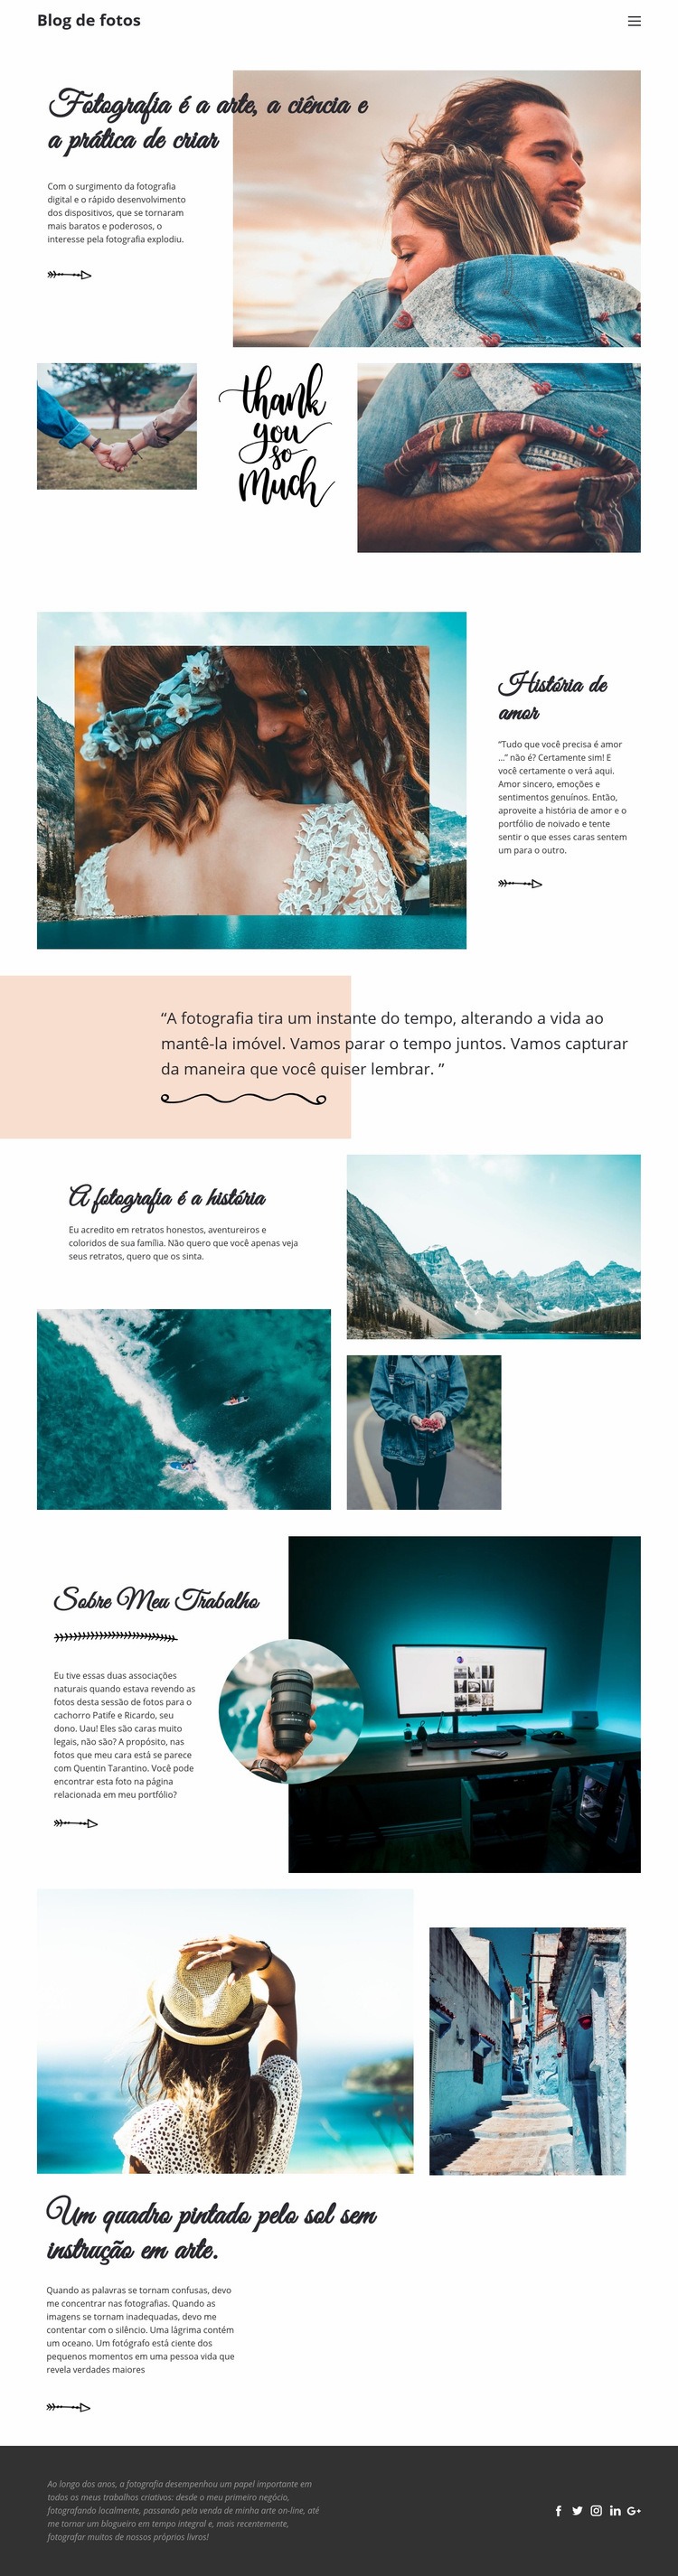 Blog de fotos
Fotografia é a arte, a ciência e
a prática de criar
Com o surgimento da fotografia
digital e o rápido desenvolvimento
dos dispositivos, que se tornaram
mais baratos e poderosos, o
interesse pela fotografia explodiu.
thank
you
so
much
História de
amor
“Tudo que você precisa é amor
...” não é? Certamente sim! E
você certamente o verá aqui.
Amor sincero, emoções e
sentimentos genuínos. Então,
aproveite a história de amor e o
portfólio de noivado e tente
sentir o que esses caras sentem
um para o outro.
“A fotografia tira um instante do tempo, alterando a vida ao
mantê-la imóvel. Vamos parar o tempo juntos. Vamos capturar
da maneira que você quiser lembrar. ”
A fotografia é a história
Eu acredito em retratos honestos, aventureiros e
coloridos de sua família. Não quero que você apenas veja
seus retratos, quero que os sinta.
Sobre Meu Trabalho
Eu tive essas duas associações
naturais quando estava revendo as
fotos desta sessão de fotos para o
cachorro Patife e Ricardo, seu
dono. Uau! Eles são caras muito
legais, não são? A propósito, nas
fotos que meu cara está se parece
com Quentin Tarantino. Você pode
encontrar esta foto na página
relacionada em meu portfólio?
Um quadro pintado pelo sol sem
instrução em arte.
Quando as palavras se tornam confusas, devo
me concentrar nas fotografias. Quando as
imagens se tornam inadequadas, devo me
contentar com o silêncio. Uma lágrima contém
um oceano. Um fotógrafo está ciente dos
pequenos momentos em uma pessoa vida que
revela verdades maiores
Ao longo dos anos, a fotografia desempenhou um papel importante em
todos os meus trabalhos criativos: desde o meu primeiro negócio,
fotografando localmente, passando pela venda de minha arte on-line, até
me tornar um blogueiro em tempo integral e, mais recentemente,
fotografar muitos de nossos próprios livros!